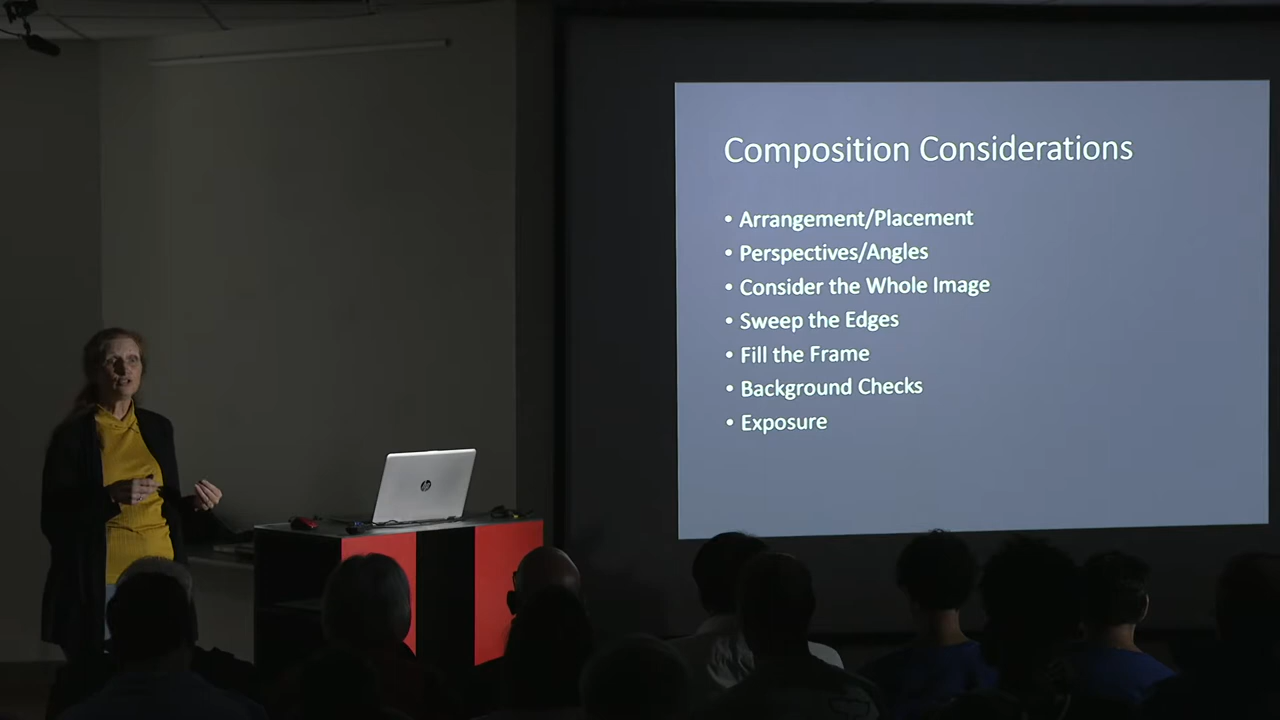 Composition Considerations
• Arrangement/Placement
• Perspectives/Angles
• Consider the Whole Image
• Sweep the Edges
• Fill the Frame
• Background Checks
• Exposure
hp